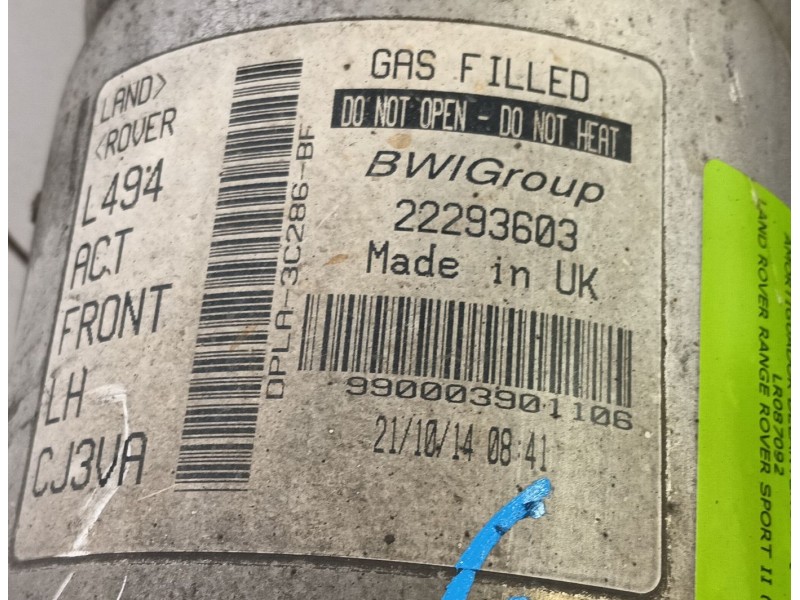 LAND>
<ROVER
L494
ACT
FRONT
LH
CJ3VA
DPLA-3C286-BF
GAS FILLED
DO NOT OPEN - DO NOT HEAT
BWIGroup
22293603
Made in UK
990003901106
21/10/14 08:41
LR087092
LAND ROVER RANGE ROVER SPORT II (